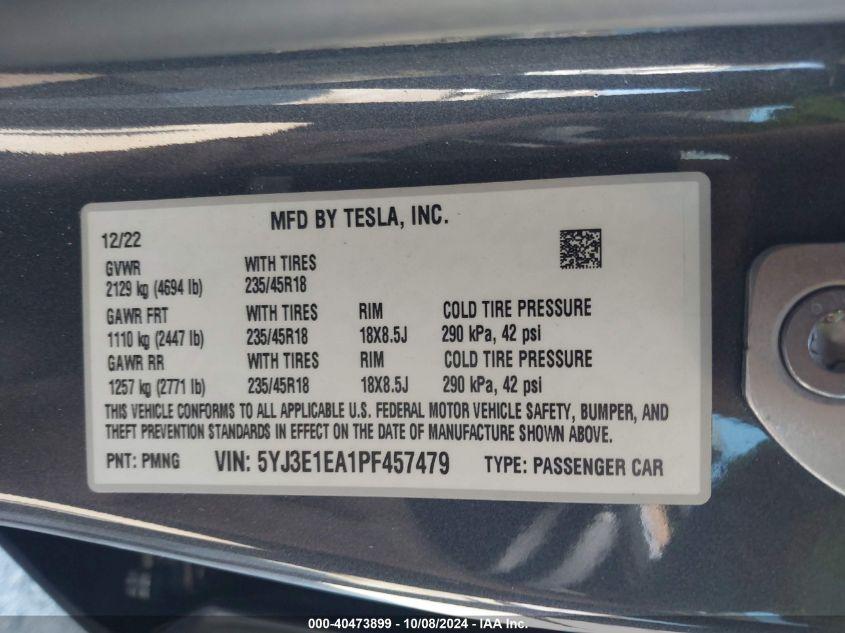 MFD BY TESLA, INC.
12/22
GVWR WITH TIRES
2129 kg (4694 lb) 235/45R18
GAWR FRT WITH TIRES RIM COLD TIRE PRESSURE
1110 kg (2447 lb) 235/45R18 18X8.5J 290 kPa, 42 psi
GAWR RR WITH TIRES RIM COLD TIRE PRESSURE
1257 kg (2771 lb) 235/45R18 18X8.5J 290 kPa, 42 psi
THIS VEHICLE CONFORMS TO ALL APPLICABLE U.S. FEDERAL MOTOR VEHICLE SAFETY, BUMPER, AND
THEFT PREVENTION STANDARDS IN EFFECT ON THE DATE OF MANUFACTURE SHOWN ABOVE.
PNT: PMNG VIN: 5YJ3E1EA1PF457479 TYPE: PASSENGER CAR
000-40473899 - 10/08/2024 - IAA Inc.